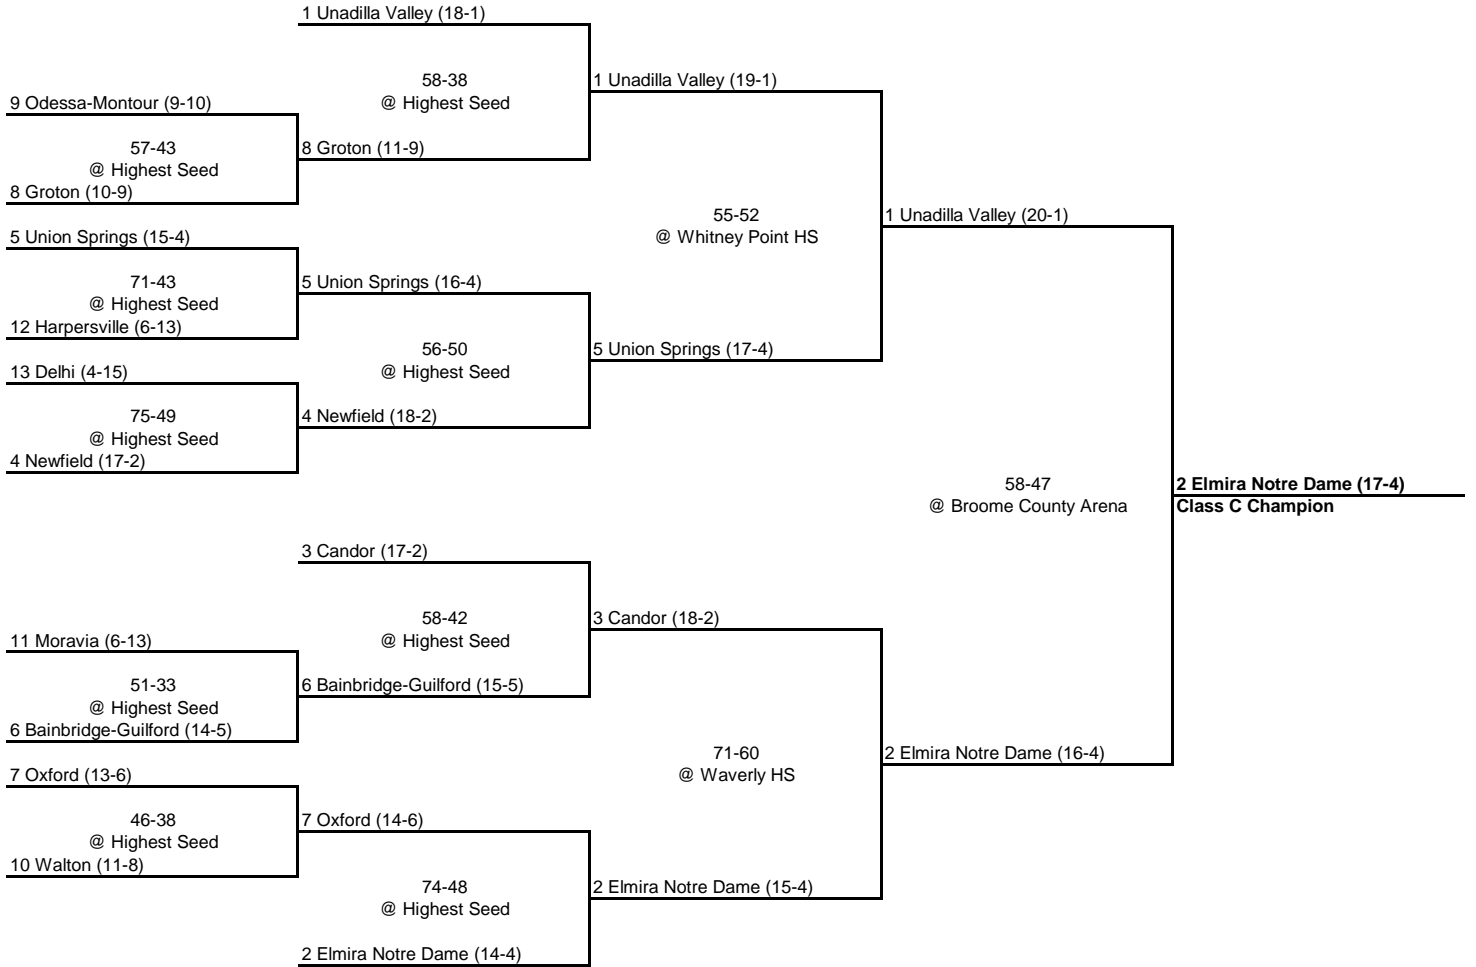 1 Unadilla Valley (18-1)
58-38
@ Highest Seed
1 Unadilla Valley (19-1)
9 Odessa-Montour (9-10)
57-43
@ Highest Seed
8 Groton (11-9)
8 Groton (10-9)
55-52
@ Whitney Point HS
1 Unadilla Valley (20-1)
5 Union Springs (15-4)
71-43
@ Highest Seed
5 Union Springs (16-4)
12 Harpersville (6-13)
56-50
@ Highest Seed
5 Union Springs (17-4)
13 Delhi (4-15)
75-49
@ Highest Seed
4 Newfield (18-2)
4 Newfield (17-2)
58-47
@ Broome County Arena
2 Elmira Notre Dame (17-4)
Class C Champion
3 Candor (17-2)
58-42
@ Highest Seed
3 Candor (18-2)
11 Moravia (6-13)
51-33
@ Highest Seed
6 Bainbridge-Guilford (15-5)
6 Bainbridge-Guilford (14-5)
71-60
@ Waverly HS
2 Elmira Notre Dame (16-4)
7 Oxford (13-6)
46-38
@ Highest Seed
7 Oxford (14-6)
10 Walton (11-8)
74-48
@ Highest Seed
2 Elmira Notre Dame (15-4)
2 Elmira Notre Dame (14-4)